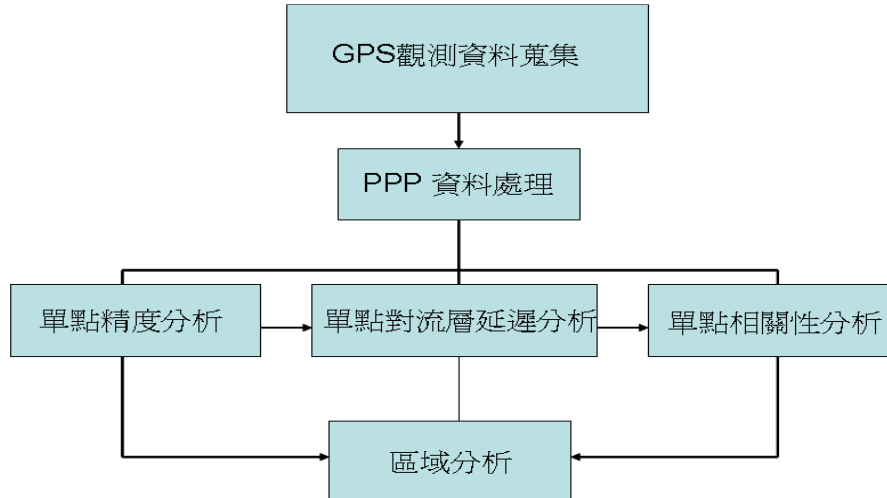 GPS觀測資料蒐集
PPP 資料處理
單點精度分析
單點對流層延遲分析
單點相關性分析
區域分析